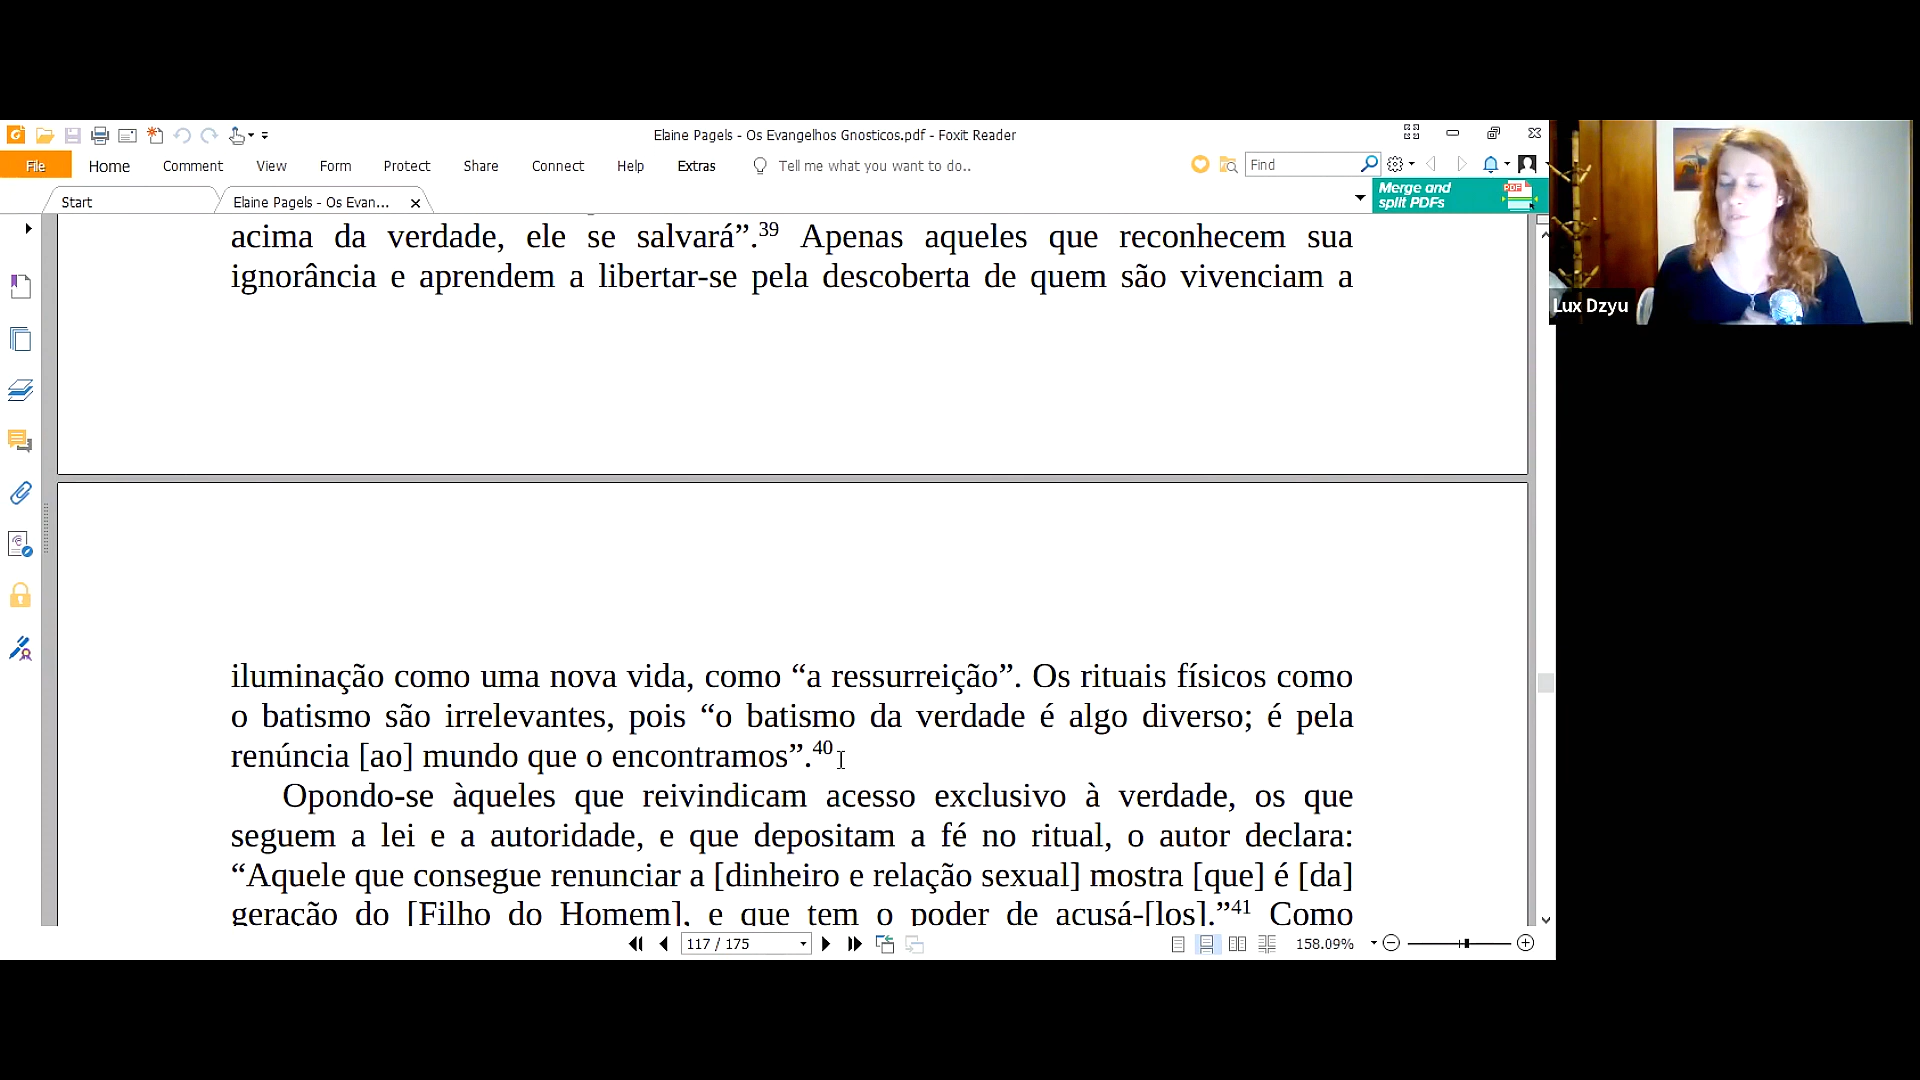 Elaine Pagels - Os Evangelhos Gnosticos.pdf - Foxit Reader
File Home Comment View Form Protect Share Connect Help Extras Tell me what you want to do.. Find
Merge and
split PDFs
Start Elaine Pagels - Os Evan...
acima da verdade, ele se salvará”.39 Apenas aqueles que reconhecem sua
ignorância e aprendem a libertar-se pela descoberta de quem são vivenciam a
Lux Dzyu
iluminação como uma nova vida, como “a ressurreição”. Os rituais físicos como
o batismo são irrelevantes, pois “o batismo da verdade é algo diverso; é pela
renúncia [ao] mundo que o encontramos”.40
Opondo-se àqueles que reivindicam acesso exclusivo à verdade, os que
seguem a lei e a autoridade, e que depositam a fé no ritual, o autor declara:
“Aquele que consegue renunciar a [dinheiro e relação sexual] mostra [que] é [da]
geração do [Filho do Homem], e que tem o poder de acusá-[los].”41 Como
117 / 175 158.09%